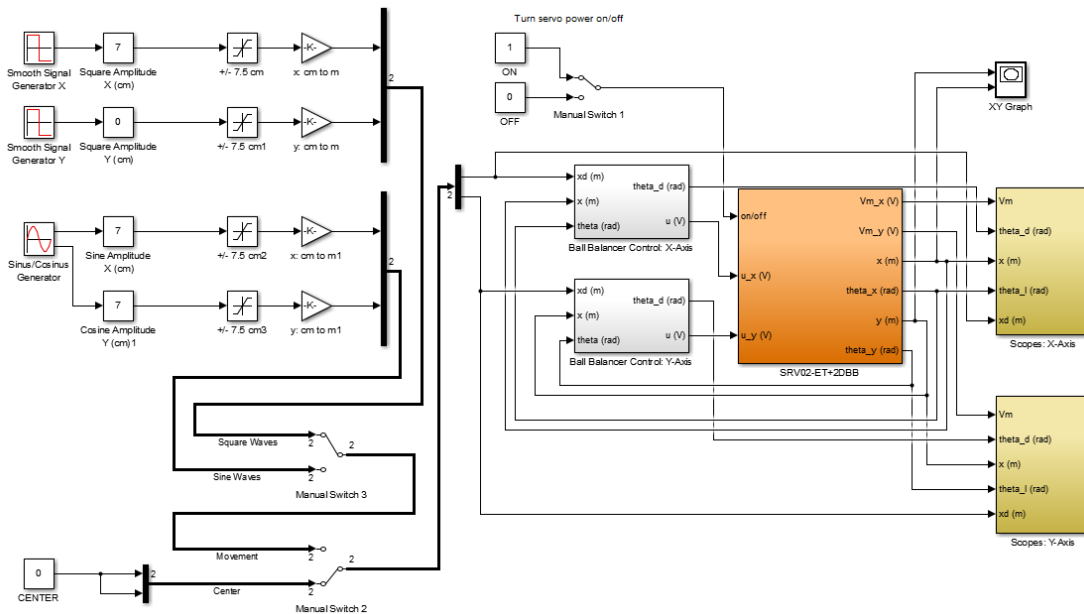 Turn servo power on/off
1
ON
0
OFF
Manual Switch 1
Smooth Signal
Generator X
7
Square Amplitude
X (cm)
+/- 7.5 cm
-K-
x: cm to m
2
Smooth Signal
Generator Y
0
Square Amplitude
Y (cm)
+/- 7.5 cm1
-K-
y: cm to m
XY Graph
Sinus/Cosinus
Generator
7
Sine Amplitude
X (cm)
+/- 7.5 cm2
-K-
x: cm to m1
2
7
Cosine Amplitude
Y (cm) 1
+/- 7.5 cm3
-K-
y: cm to m1
2
xd (m)
x (m)
theta (rad)
theta_d (rad)
u (V)
Ball Balancer Control: X-Axis
xd (m)
x (m)
theta (rad)
theta_d (rad)
u (V)
Ball Balancer Control: Y-Axis
on/off
u_x (V)
u_y (V)
Vm_x (V)
Vm_y (V)
x (m)
theta_x (rad)
y (m)
theta_y (rad)
SRV02-ET+2DBB
Vm
theta_d (rad)
x (m)
theta_l (rad)
xd (m)
Scopes: X-Axis
Vm
theta_d (rad)
x (m)
theta_l (rad)
xd (m)
Scopes: Y-Axis
Square Waves
2
2
Sine Waves
2
Manual Switch 3
Movement
2
2
Center
2
Manual Switch 2
0
CENTER
2